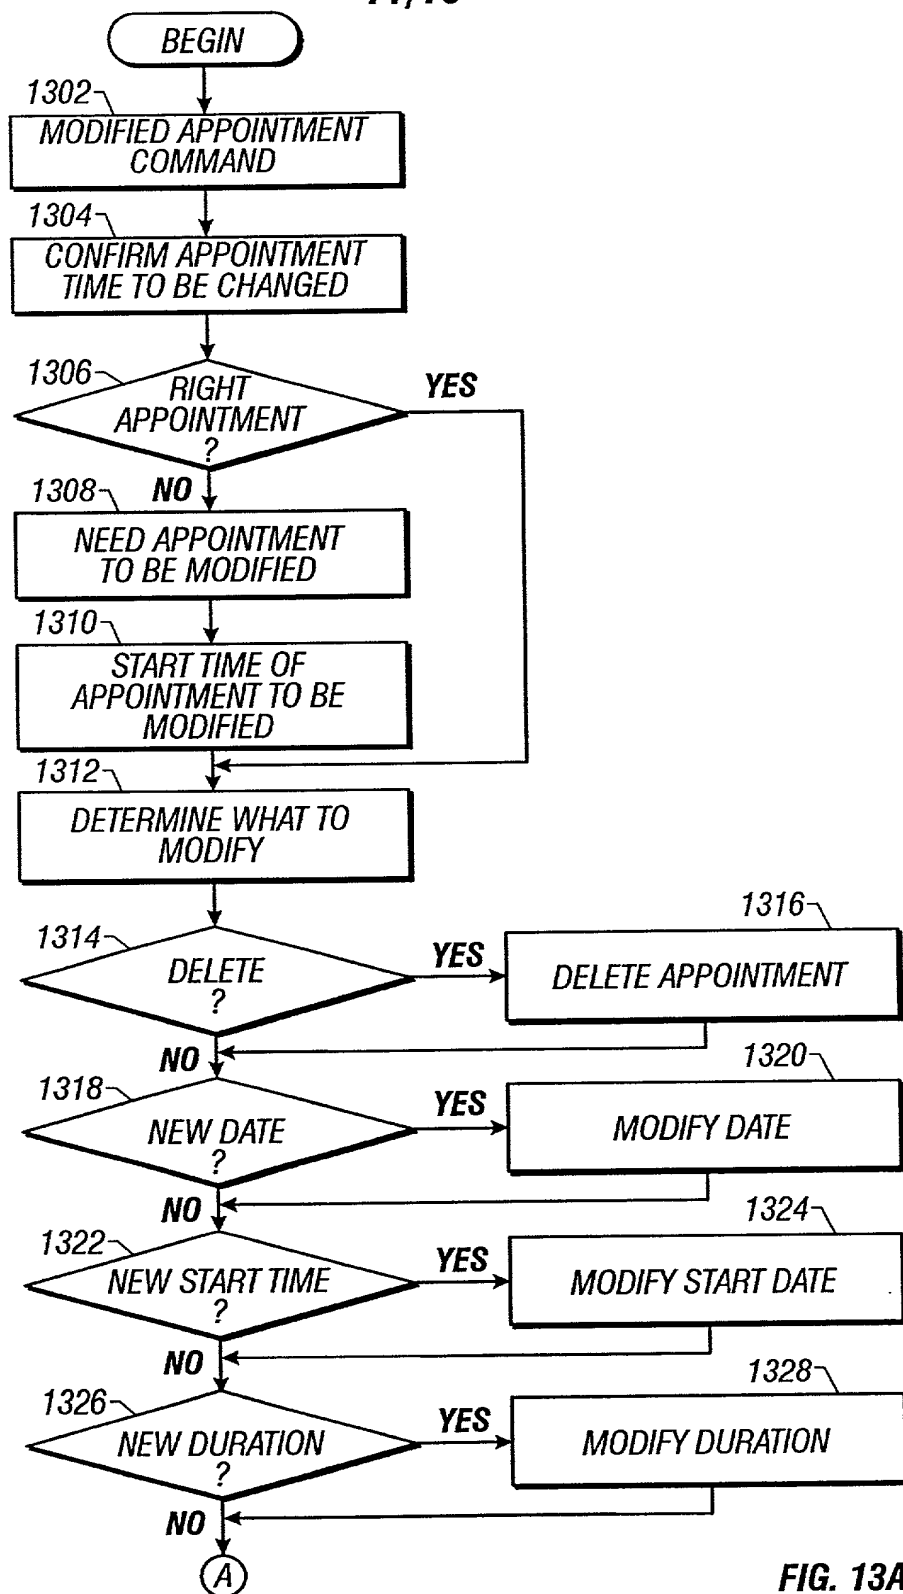 BEGIN
1302
MODIFIED APPOINTMENT
COMMAND
1304
CONFIRM APPOINTMENT
TIME TO BE CHANGED
1306
RIGHT
APPOINTMENT
?
YES
NO
1308
NEED APPOINTMENT
TO BE MODIFIED
1310
START TIME OF
APPOINTMENT TO BE
MODIFIED
1312
DETERMINE WHAT TO
MODIFY
1314
DELETE
?
YES
1316
DELETE APPOINTMENT
NO
1318
NEW DATE
?
YES
1320
MODIFY DATE
NO
1322
NEW START TIME
?
YES
1324
MODIFY START DATE
NO
1326
NEW DURATION
?
YES
1328
MODIFY DURATION
NO
A
FIG. 13A